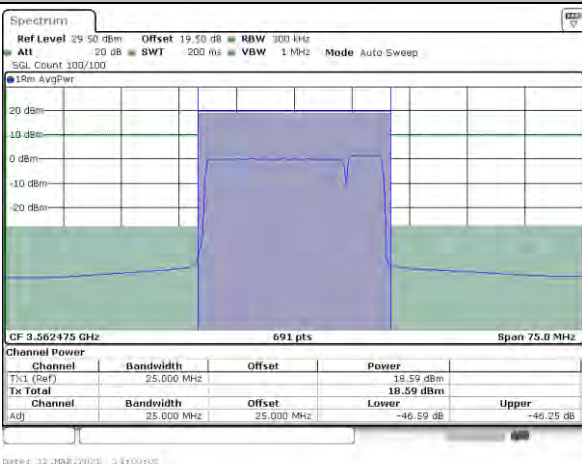 Spectrum
Ref Level 29.50 dBm Offset 19.50 dB RBW 300 kHz
Att 20 dB SWT 200 ms VBW 1 MHz Mode Auto Sweep
SGL Count 100/100
1Rm AvgPwr
20 dBm
10 dBm
0 dBm
-10 dBm
-20 dBm
CF 3.562475 GHz 691 pts Span 75.0 MHz
Channel Power
Channel Bandwidth Offset Power
TX1 (Ref) 25.000 MHz 18.59 dBm
Tx Total 18.59 dBm
Channel Bandwidth Offset Lower Upper
Adj 25.000 MHz 25.000 MHz -46.59 dB -46.25 dB